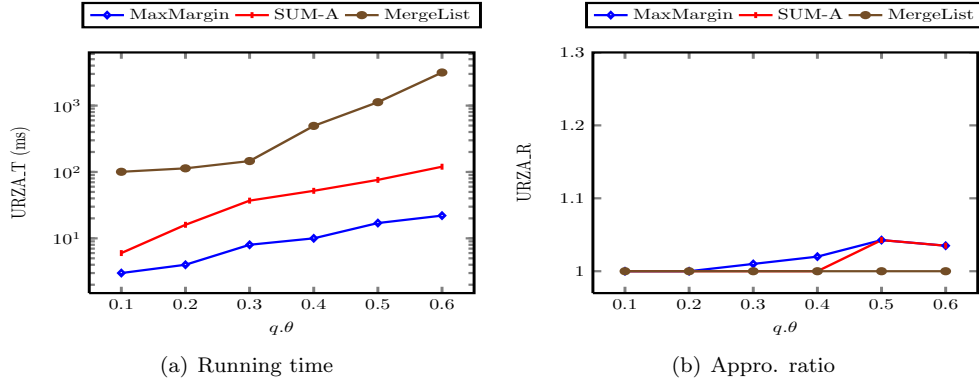 MaxMargin SUM-A MergeList
10^3
10^2
10^1
URZA_T (ms)
0.1 0.2 0.3 0.4 0.5 0.6
q.θ
(a) Running time
MaxMargin SUM-A MergeList
1.3
1.2
1.1
1
URZA_R
0.1 0.2 0.3 0.4 0.5 0.6
q.θ
(b) Appro. ratio